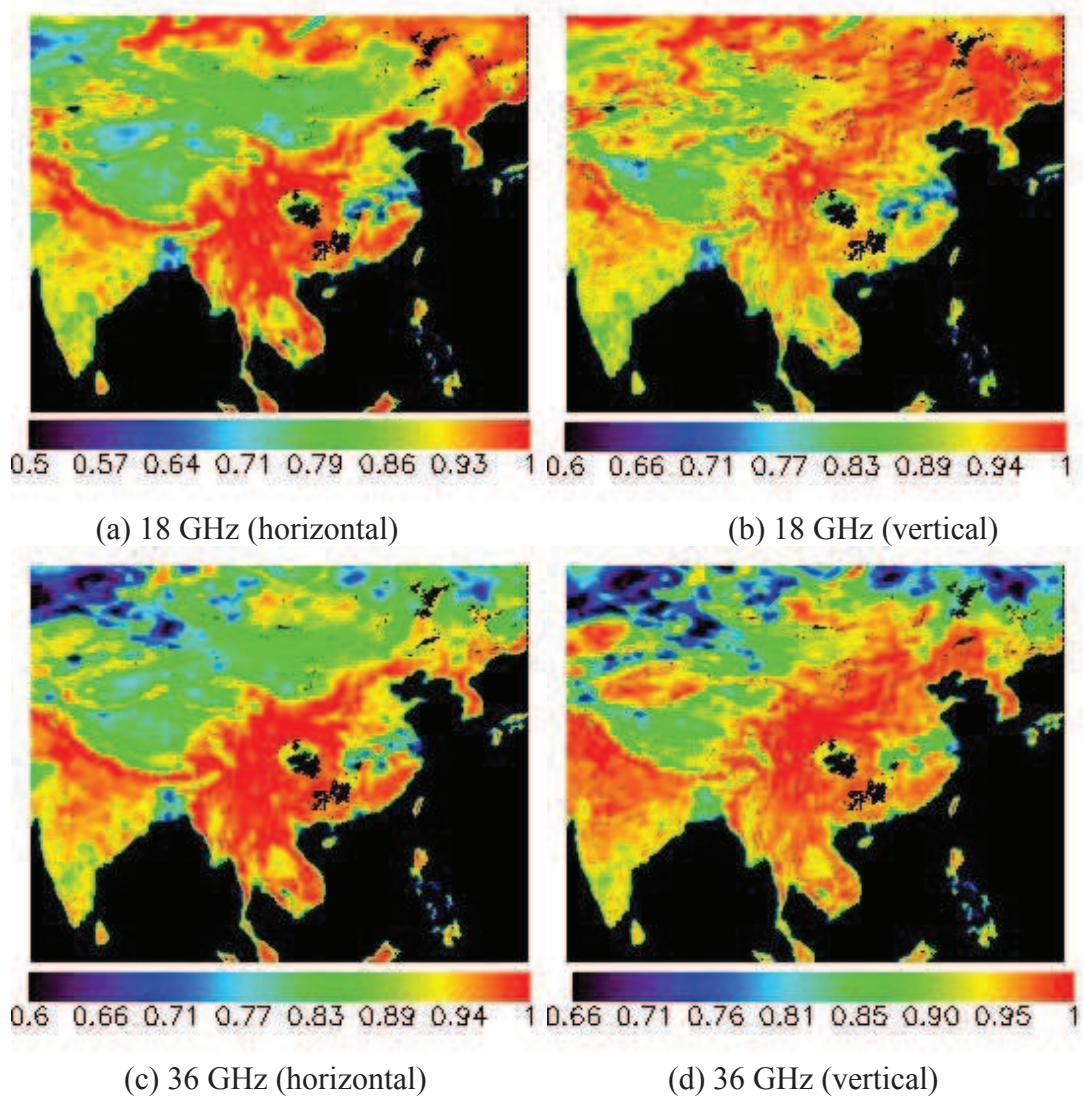 0.5 0.57 0.64 0.71 0.79 0.86 0.93 1
0.6 0.66 0.71 0.77 0.83 0.89 0.94 1
(a) 18 GHz (horizontal)
(b) 18 GHz (vertical)
0.6 0.66 0.71 0.77 0.83 0.89 0.94 1
0.66 0.71 0.76 0.81 0.85 0.90 0.95 1
(c) 36 GHz (horizontal)
(d) 36 GHz (vertical)